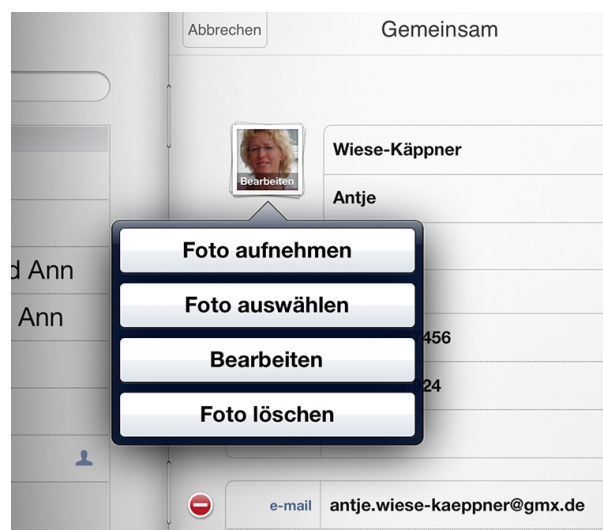 Abbrechen
Gemeinsam
Wiese-Käppner
Bearbeiten
Antje
Foto aufnehmen
Foto auswählen
Bearbeiten
Foto löschen
d Ann
Ann
456
24
e-mail antje.wiese-kaeppner@gmx.de